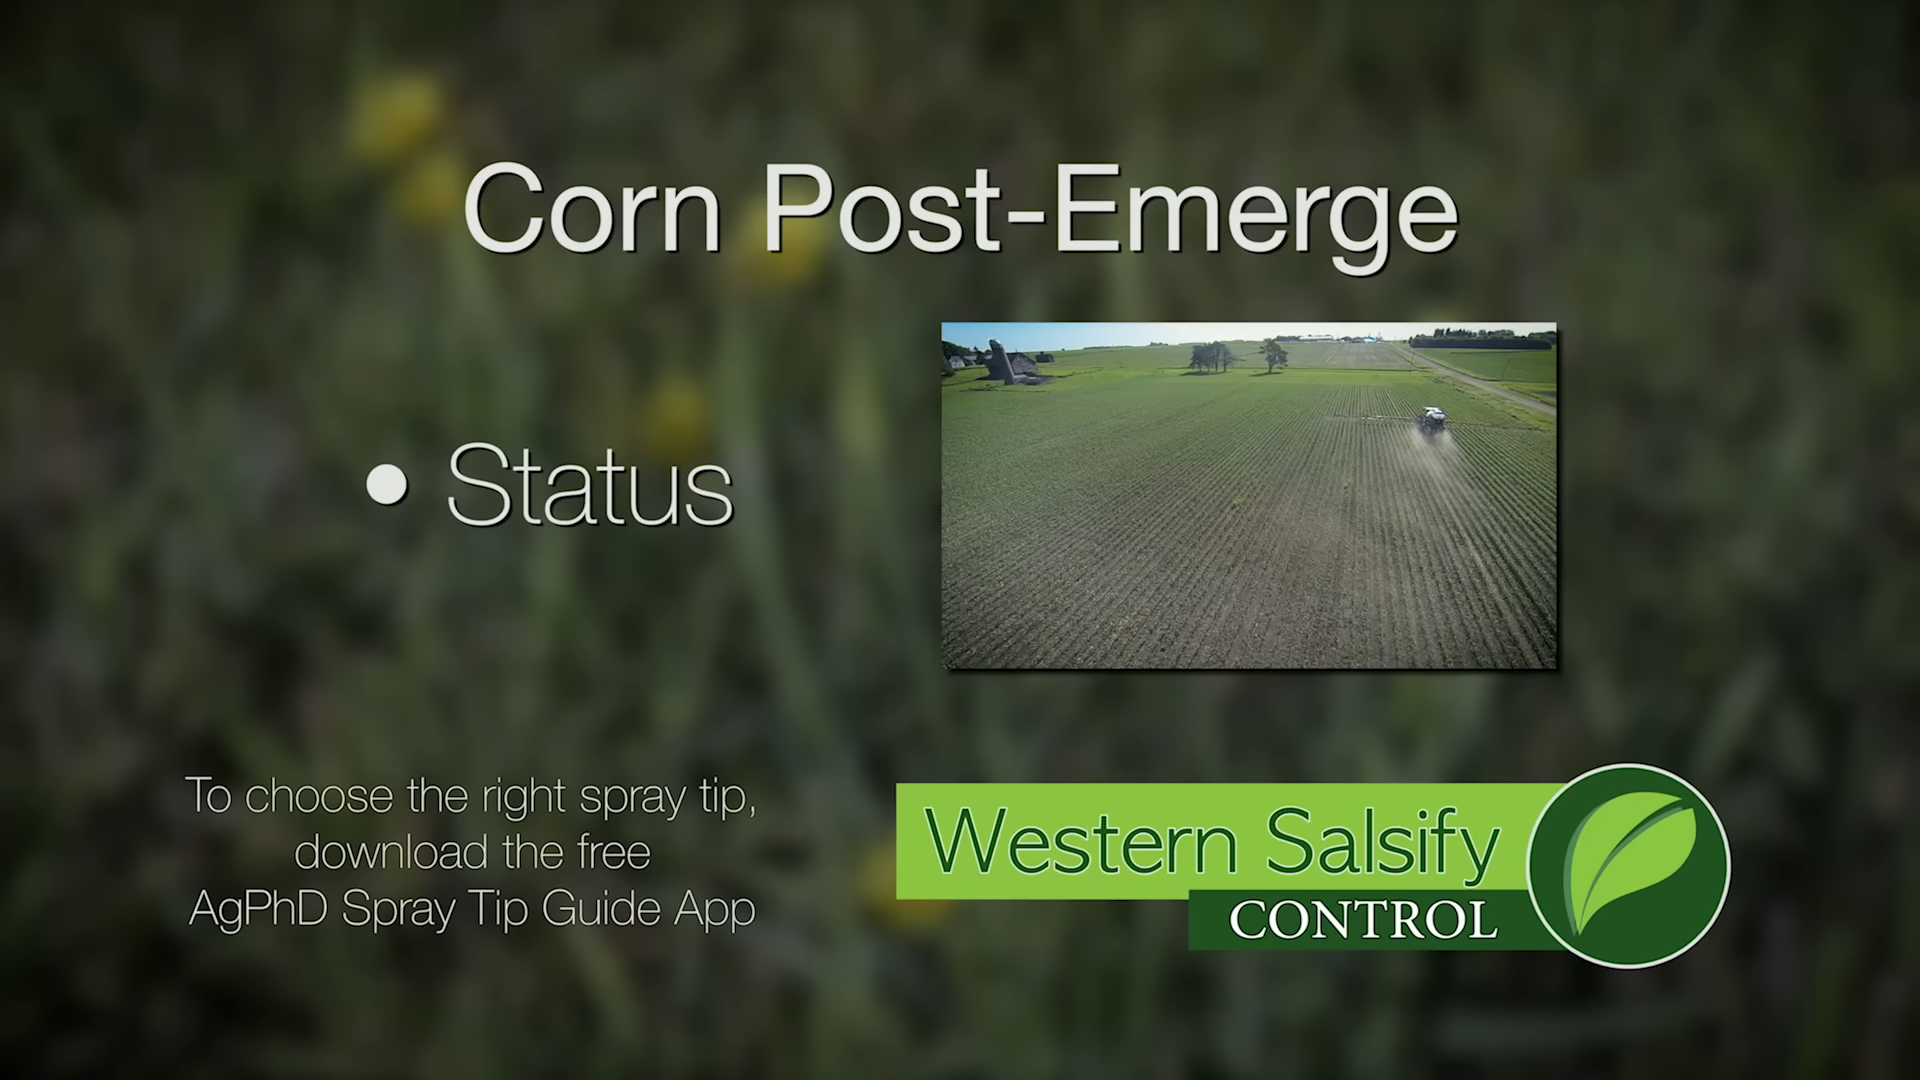 Corn Post-Emerge
• Status
To choose the right spray tip,
download the free
AgPhD Spray Tip Guide App
Western Salsify
CONTROL